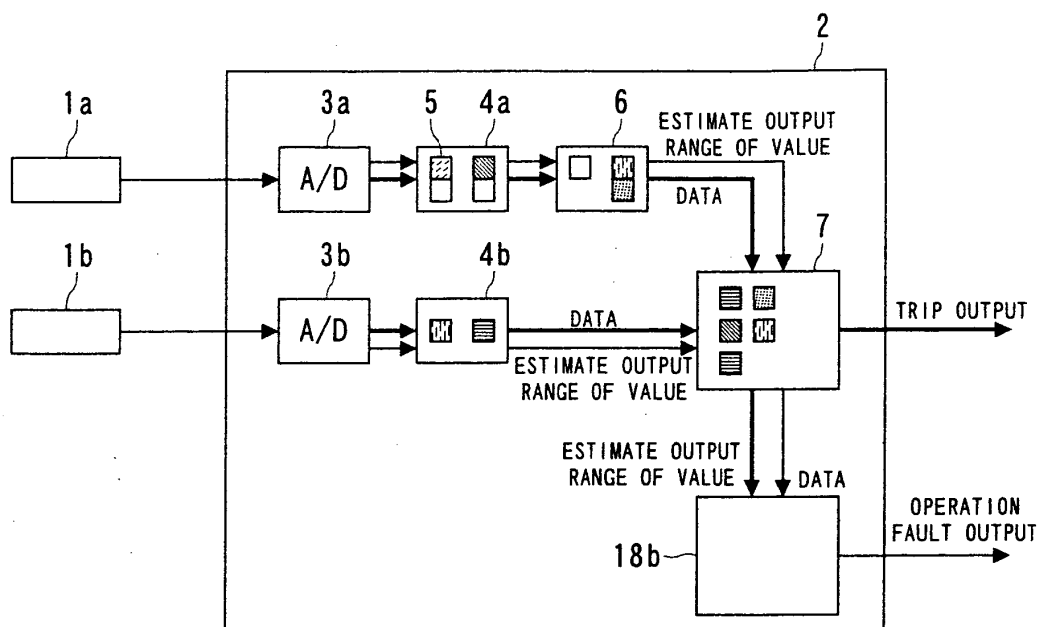 2
1a
3a
5
4a
6
ESTIMATE OUTPUT
RANGE OF VALUE
A/D
DATA
7
1b
3b
4b
A/D
DATA
TRIP OUTPUT
ESTIMATE OUTPUT
RANGE OF VALUE
ESTIMATE OUTPUT
RANGE OF VALUE
DATA
OPERATION
FAULT OUTPUT
18b